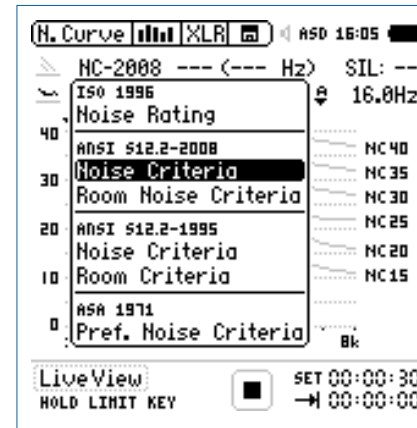 N. Curve XLR ASD 16:05
NC-2008 --- (--- Hz) SIL: --
ISO 1996
Noise Rating
16.0Hz
ANSI S12.2-2008
Noise Criteria
Room Noise Criteria
ANSI S12.2-1995
Noise Criteria
Room Criteria
ASA 1971
Pref. Noise Criteria
40
30
20
10
0
NC40
NC35
NC30
NC25
NC20
NC15
8k
LiveView
HOLD LIMIT KEY
SET 00:00:30
00:00:00